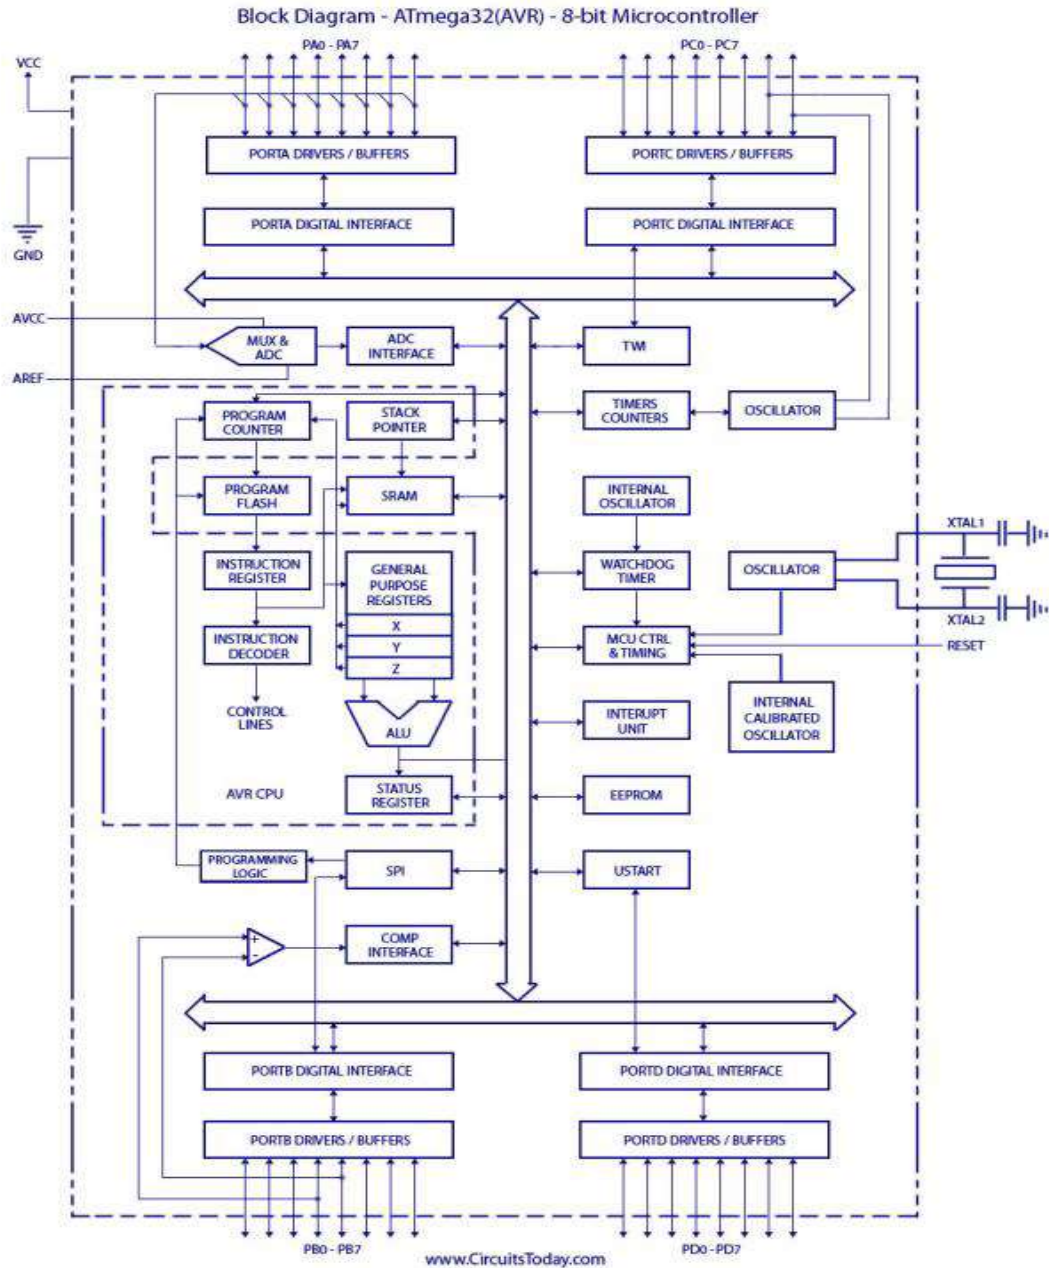 Block Diagram - ATmega32(AVR) - 8-bit Microcontroller
PA0 - PA7
PC0 - PC7
VCC
PORTA DRIVERS / BUFFERS
PORTC DRIVERS / BUFFERS
PORTA DIGITAL INTERFACE
PORTC DIGITAL INTERFACE
GND
AVCC
MUX &
ADC
ADC
INTERFACE
TWI
AREF
PROGRAM
COUNTER
STACK
POINTER
TIMERS
COUNTERS
OSCILLATOR
PROGRAM
FLASH
SRAM
INTERNAL
OSCILLATOR
XTAL1
INSTRUCTION
REGISTER
GENERAL
PURPOSE
REGISTERS
WATCHDOG
TIMER
OSCILLATOR
X
XTAL2
INSTRUCTION
DECODER
Y
MCU CTRL
& TIMING
RESET
Z
CONTROL
LINES
ALU
INTERUPT
UNIT
INTERNAL
CALIBRATED
OSCILLATOR
AVR CPU
STATUS
REGISTER
EEPROM
PROGRAMMING
LOGIC
SPI
USTART
+
-
COMP
INTERFACE
PORTB DIGITAL INTERFACE
PORTD DIGITAL INTERFACE
PORTB DRIVERS / BUFFERS
PORTD DRIVERS / BUFFERS
PB0 - PB7
PD0 - PD7
www.CircuitsToday.com